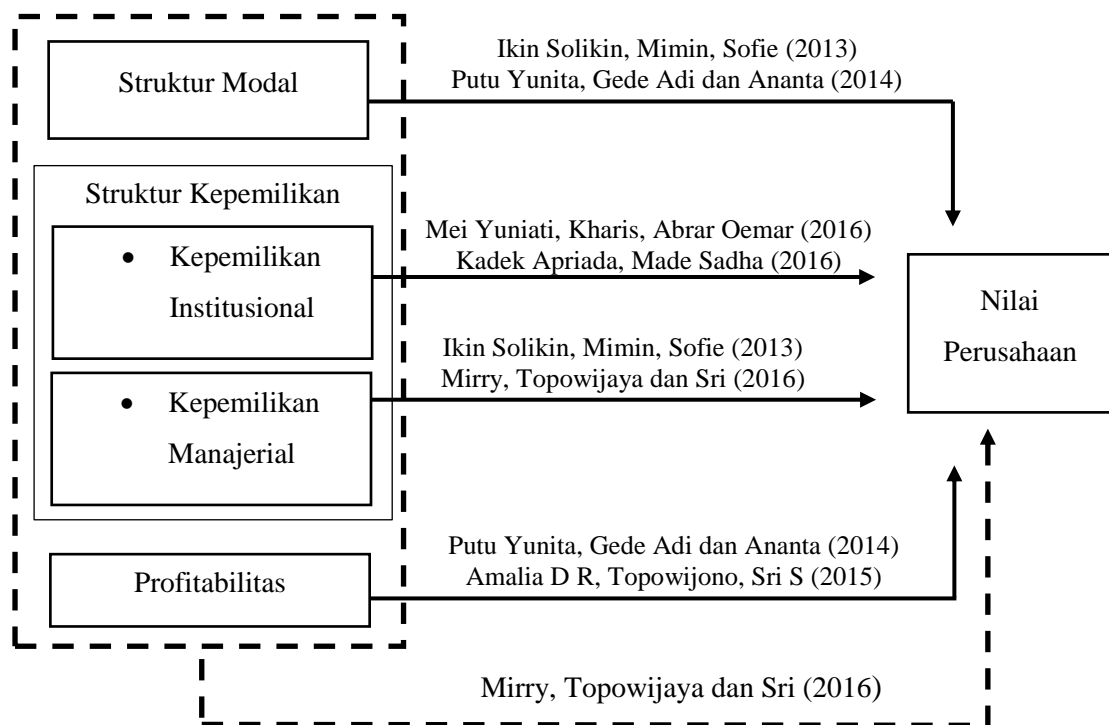 Struktur Modal
Ikin Solikin, Mimin, Sofie (2013)
Putu Yunita, Gede Adi dan Ananta (2014)
Struktur Kepemilikan
• Kepemilikan
Institusional
Mei Yuniati, Kharis, Abrar Oemar (2016)
Kadek Apriada, Made Sadha (2016)
• Kepemilikan
Manajerial
Ikin Solikin, Mimin, Sofie (2013)
Mirry, Topowijaya dan Sri (2016)
Profitabilitas
Putu Yunita, Gede Adi dan Ananta (2014)
Amalia D R, Topowijono, Sri S (2015)
Nilai
Perusahaan
Mirry, Topowijaya dan Sri (2016)